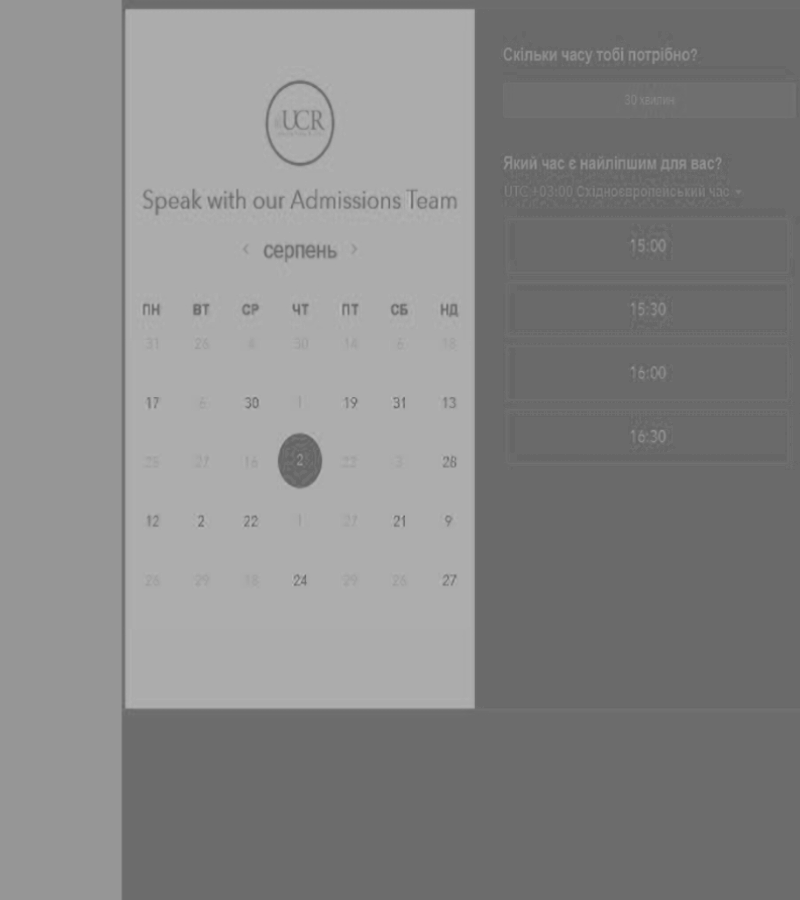 UCR
Speak with our Admissions Team
‹ серпень ›
ПН ВТ СР ЧТ ПТ СБ НД
31 26 30 14 6 18
17 6 30 1 19 31 13
25 27 16 2 22 3 28
12 2 22 1 27 21 9
26 29 18 24 29 26 27
Скільки часу тобі потрібно?
30 хвилин
Який час є найліпшим для вас?
UTC +03:00 Східноєвропейський час
15:00
15:30
16:00
16:30